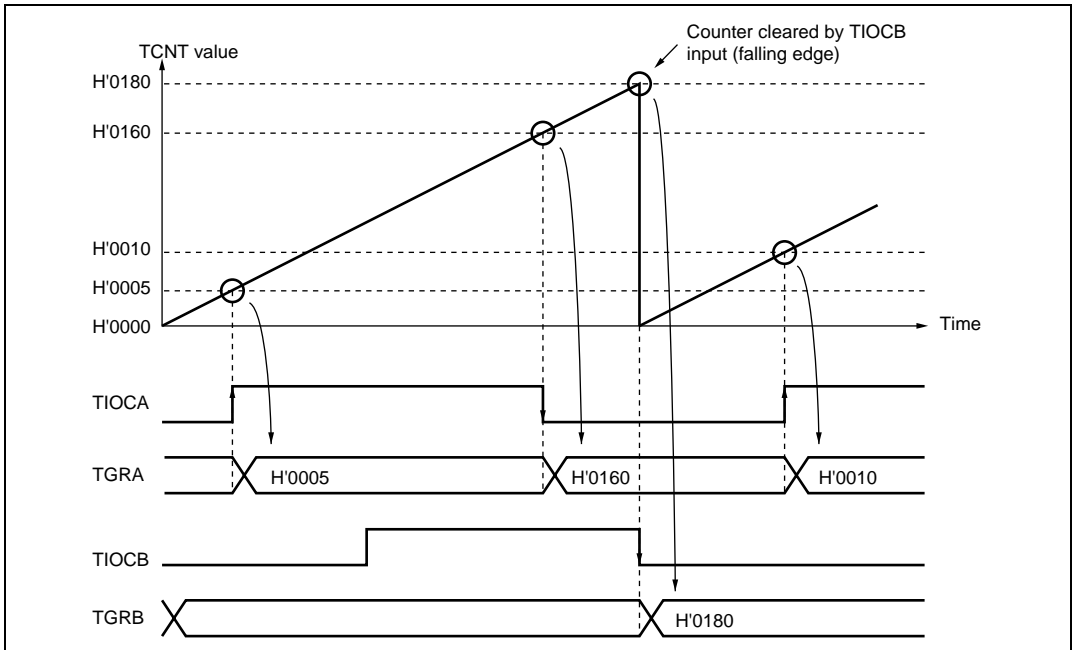 Counter cleared by TIOCB
input (falling edge)
TCNT value
H'0180
H'0160
H'0010
H'0005
H'0000
Time
TIOCA
TGRA
H'0005
H'0160
H'0010
TIOCB
TGRB
H'0180